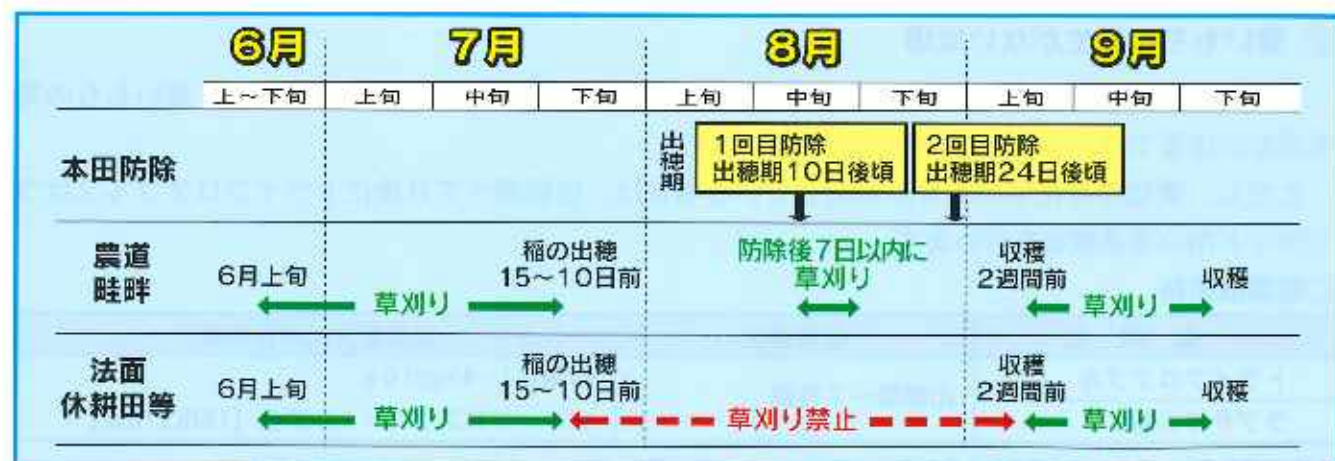 6月 7月 8月 9月
上～下旬 上旬 中旬 下旬 上旬 中旬 下旬 上旬 中旬 下旬
本田防除
出穂期
1回目防除
出穂期10日後頃
2回目防除
出穂期24日後頃
農道
畦畔
6月上旬
草刈り
稲の出穂
15～10日前
防除後7日以内に
草刈り
収穫
2週間前
草刈り
収穫
法面
休耕田等
6月上旬
草刈り
稲の出穂
15～10日前
草刈り禁止
収穫
2週間前
草刈り
収穫